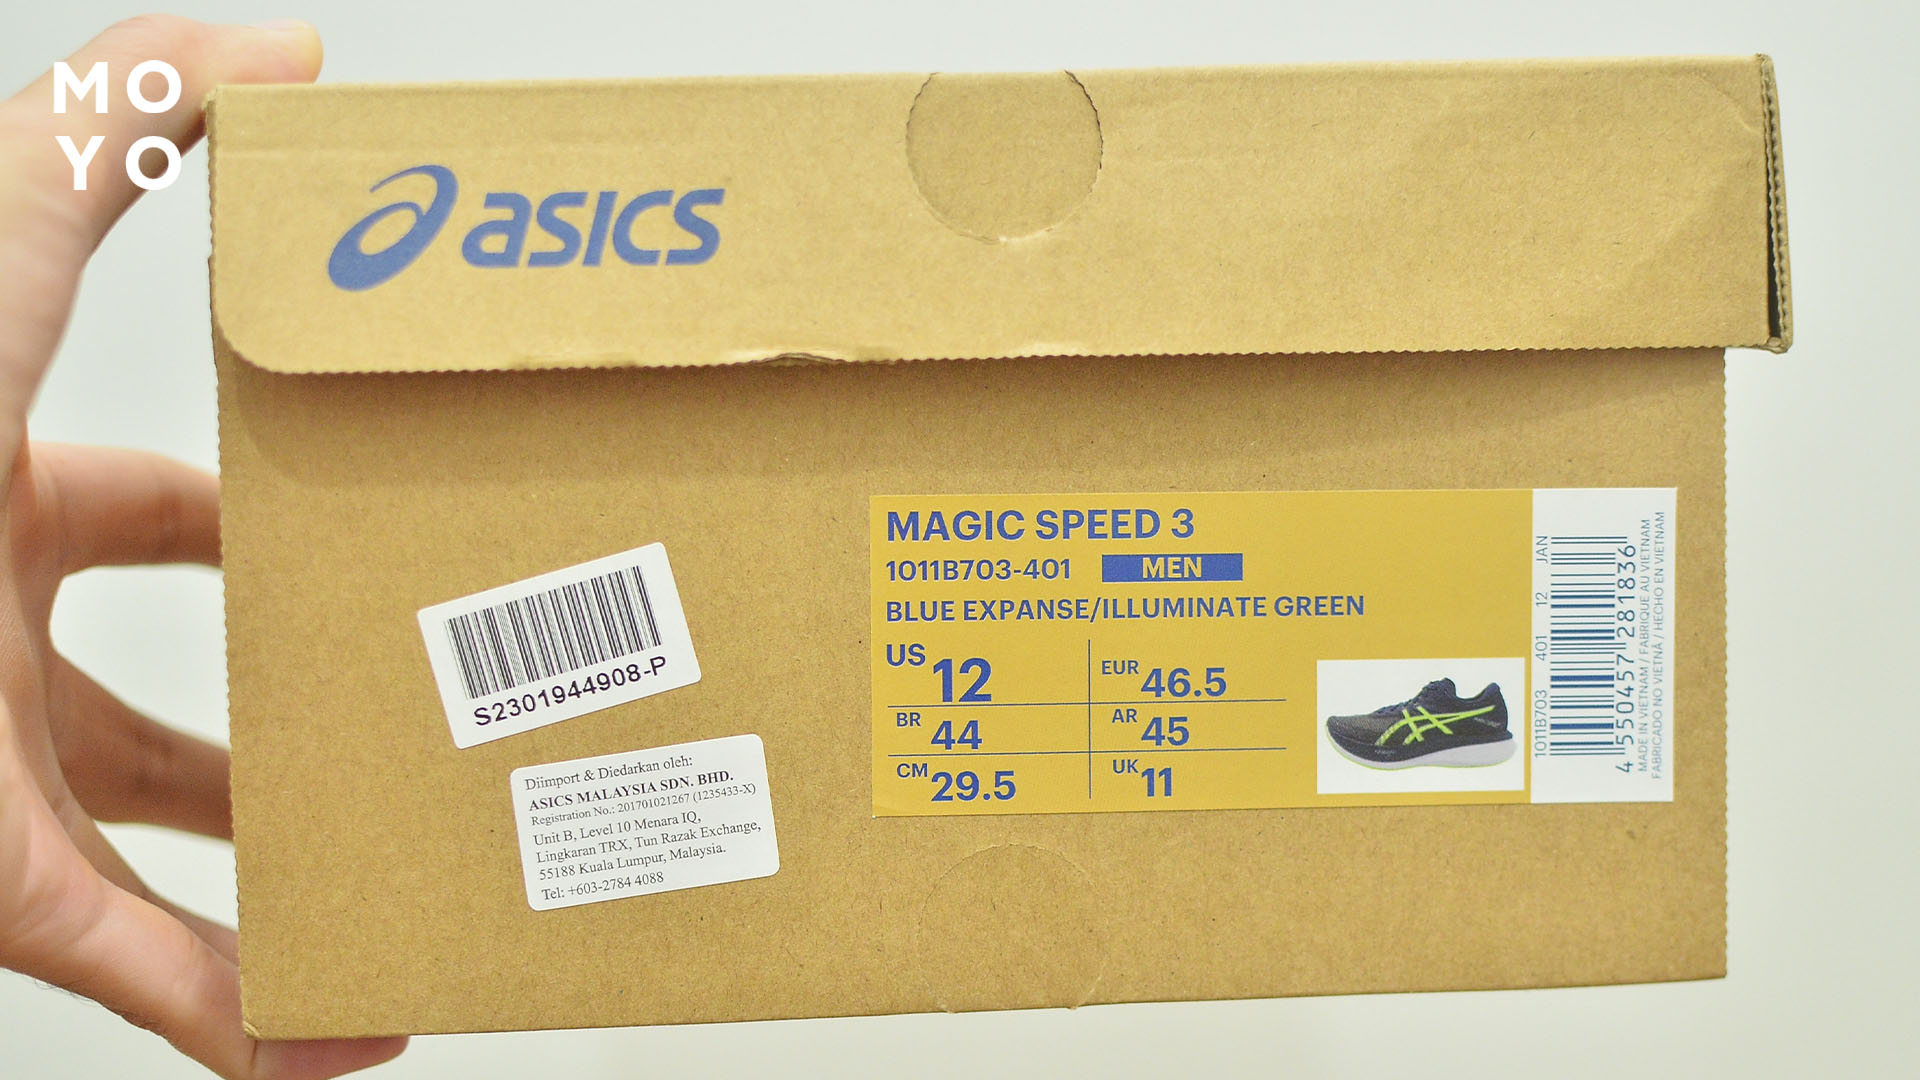 MO
YO
asics
MAGIC SPEED 3
1011B703-401 MEN
BLUE EXPANSE/ILLUMINATE GREEN
US 12 EUR 46.5
BR 44 AR 45
CM 29.5 UK 11
1011B703 401 12 JAN
4 550457 281836
MADE IN VIETNAM / FABRIQUE AU VIETNAM
FABRICADO NO VIETNÃ / HECHO EN VIETNAM
S2301944908-P
Diimport & Diedarkan oleh:
ASICS MALAYSIA SDN. BHD.
Registration No.: 201701021267 (1235433-X)
Unit B, Level 10 Menara IQ,
Lingkaran TRX, Tun Razak Exchange,
55188 Kuala Lumpur, Malaysia.
Tel: +603-2784 4088